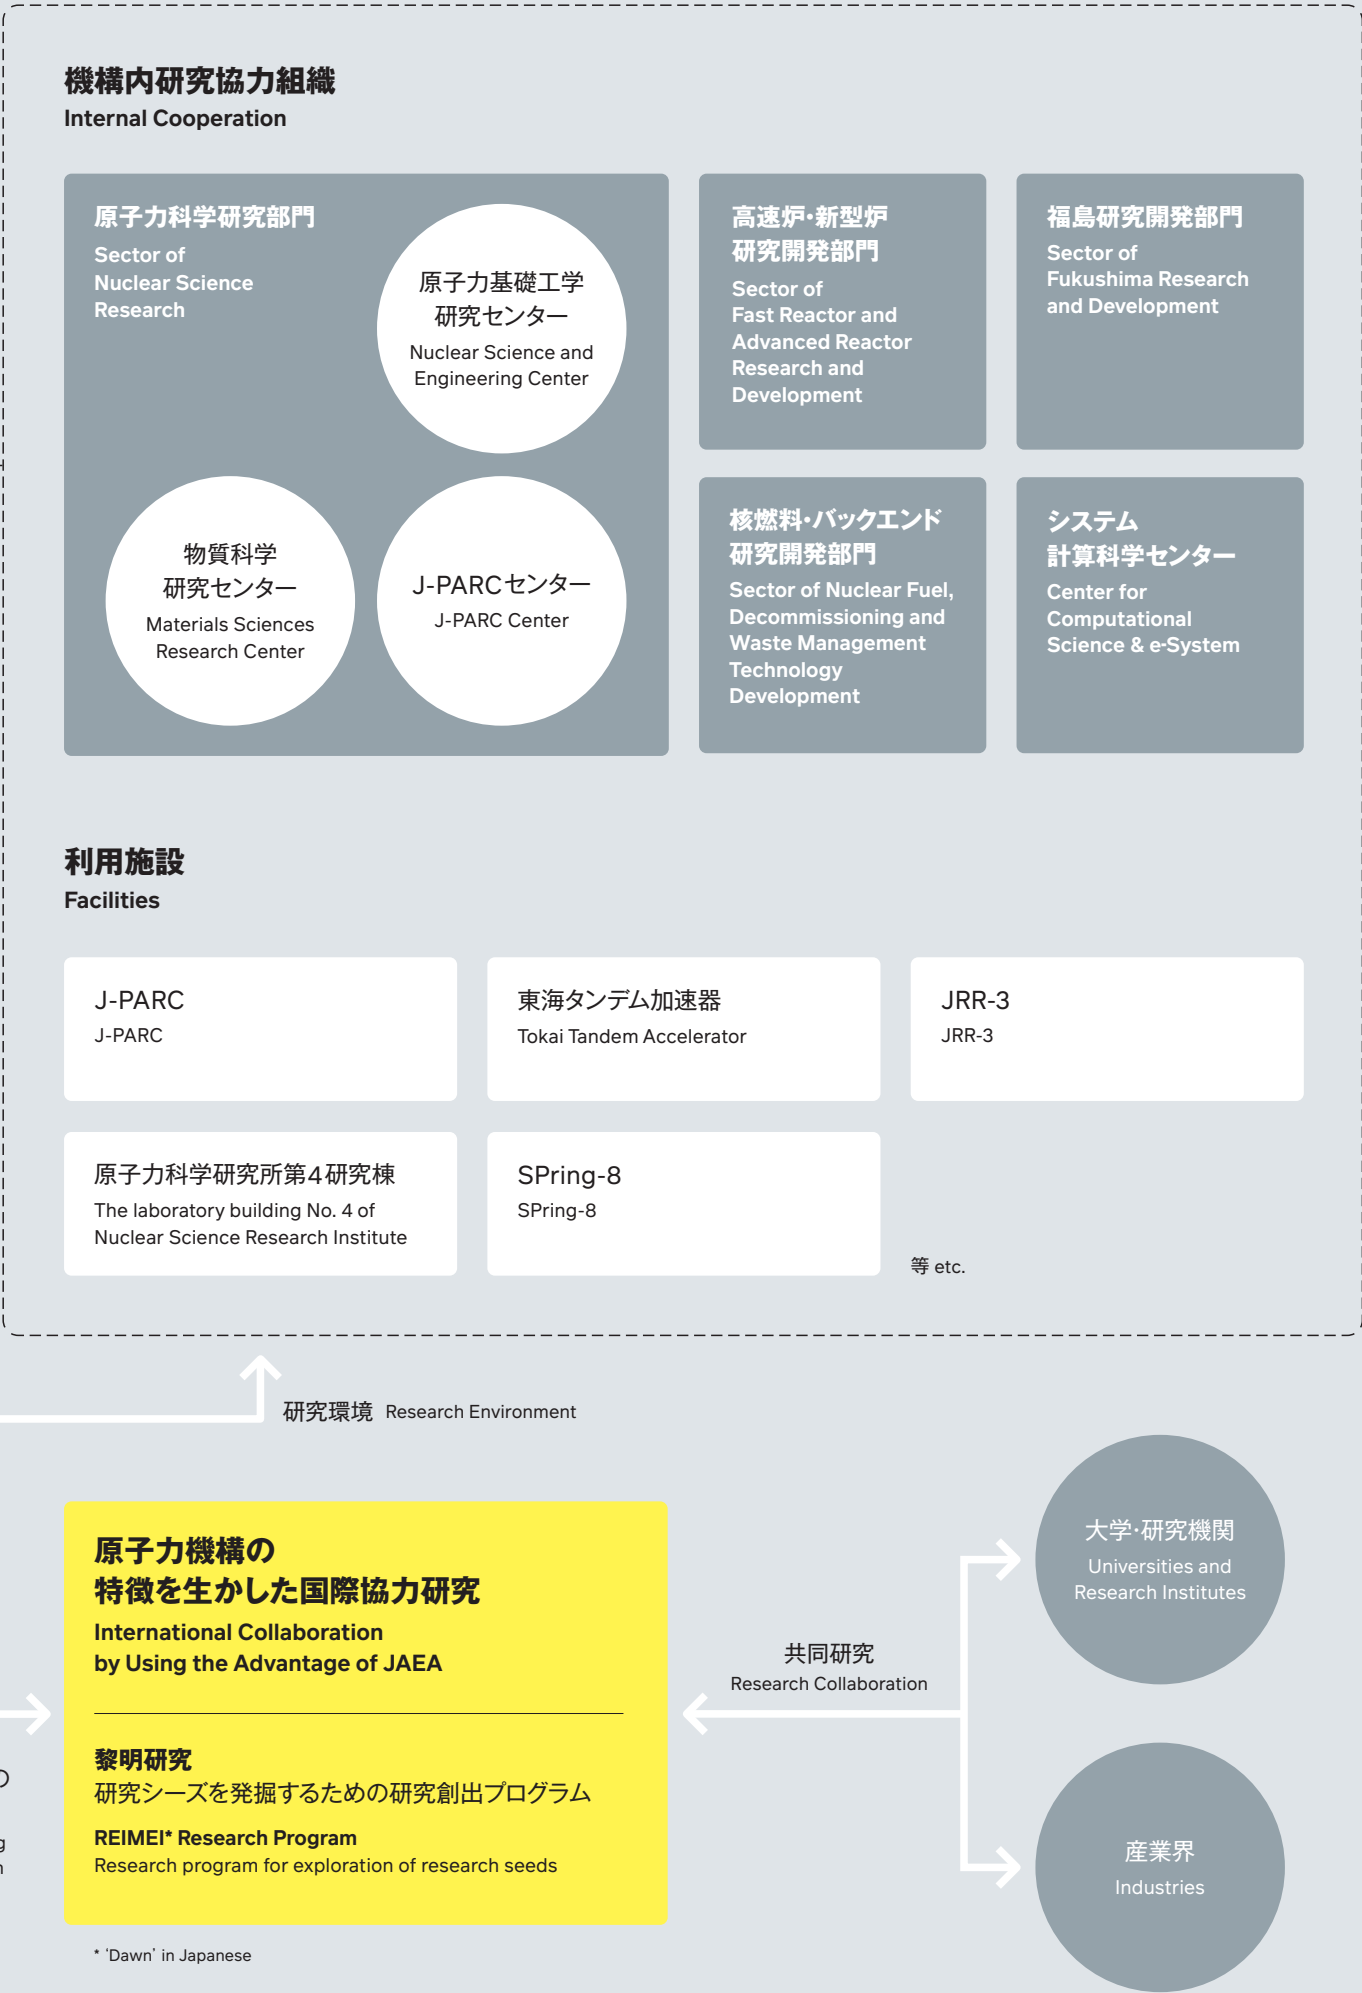 機構内研究協力組織
Internal Cooperation
原子力科学研究部門
Sector of
Nuclear Science
Research
原子力基礎工学
研究センター
Nuclear Science and
Engineering Center
物質科学
研究センター
Materials Sciences
Research Center
J-PARCセンター
J-PARC Center
高速炉・新型炉
研究開発部門
Sector of
Fast Reactor and
Advanced Reactor
Research and
Development
福島研究開発部門
Sector of
Fukushima Research
and Development
核燃料・バックエンド
研究開発部門
Sector of Nuclear Fuel,
Decommissioning and
Waste Management
Technology
Development
システム
計算科学センター
Center for
Computational
Science & e-System
利用施設
Facilities
J-PARC
J-PARC
東海タンデム加速器
Tokai Tandem Accelerator
JRR-3
JRR-3
原子力科学研究所第4研究棟
The laboratory building No. 4 of
Nuclear Science Research Institute
SPring-8
SPring-8
等 etc.
研究環境 Research Environment
原子力機構の
特徴を生かした国際協力研究
International Collaboration
by Using the Advantage of JAEA
黎明研究
研究シーズを発掘するための研究創出プログラム
REIMEI* Research Program
Research program for exploration of research seeds
* ‘Dawn’ in Japanese
共同研究
Research Collaboration
大学・研究機関
Universities and
Research Institutes
産業界
Industries